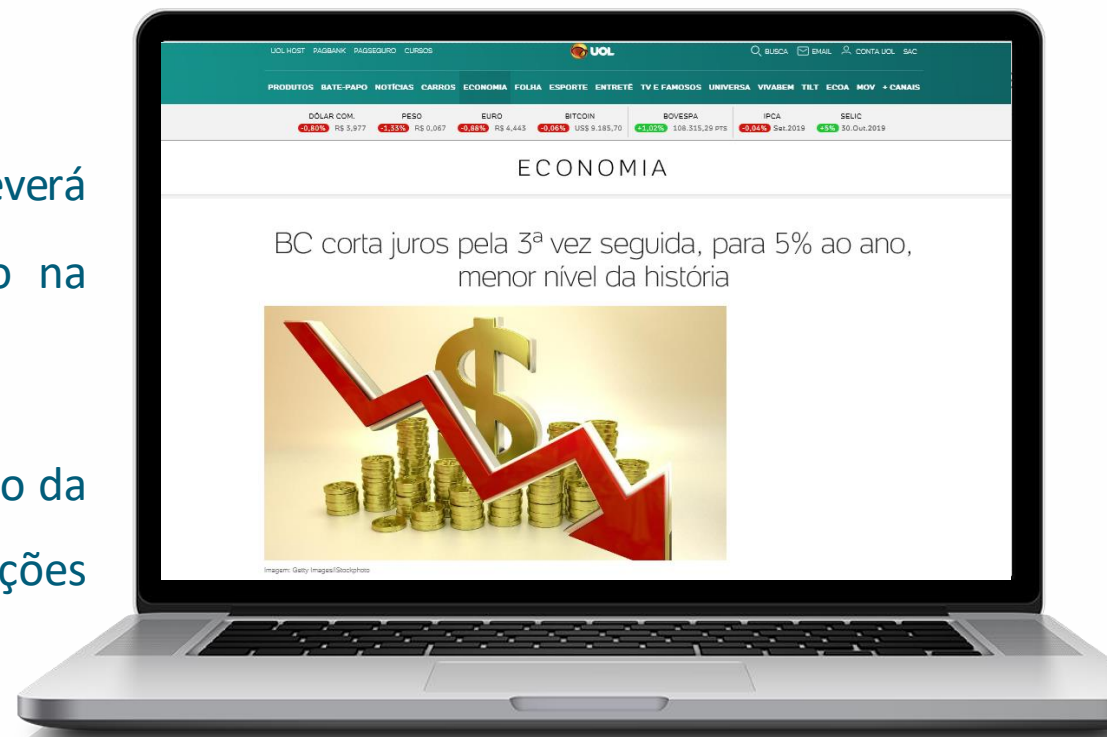 everá
o na
o da
ções
UOL HOST PAGBANK PAGSEGURO CURSOS UOL BUSCA EMAIL CONTA UOL SAC
PRODUTOS BATE-PAPO NOTÍCIAS CARROS ECONOMIA FOLHA ESPORTE ENTRETÊ TV E FAMOSOS UNIVERSA VIVABEM TILT ECOA MOV + CANAIS
DÓLAR COM. PESO EURO BITCOIN BOVESPA IPCA SELIC
-0,80% R$ 3,977 -1,33% R$ 0,067 -0,88% R$ 4,443 -0,06% US$ 9.185,70 +1,02% 108.315,29 PTS -0,04% Set.2019 +5% 30.Out.2019
ECONOMIA
BC corta juros pela 3ª vez seguida, para 5% ao ano,
menor nível da história
Imagem: Getty Images/iStockphoto